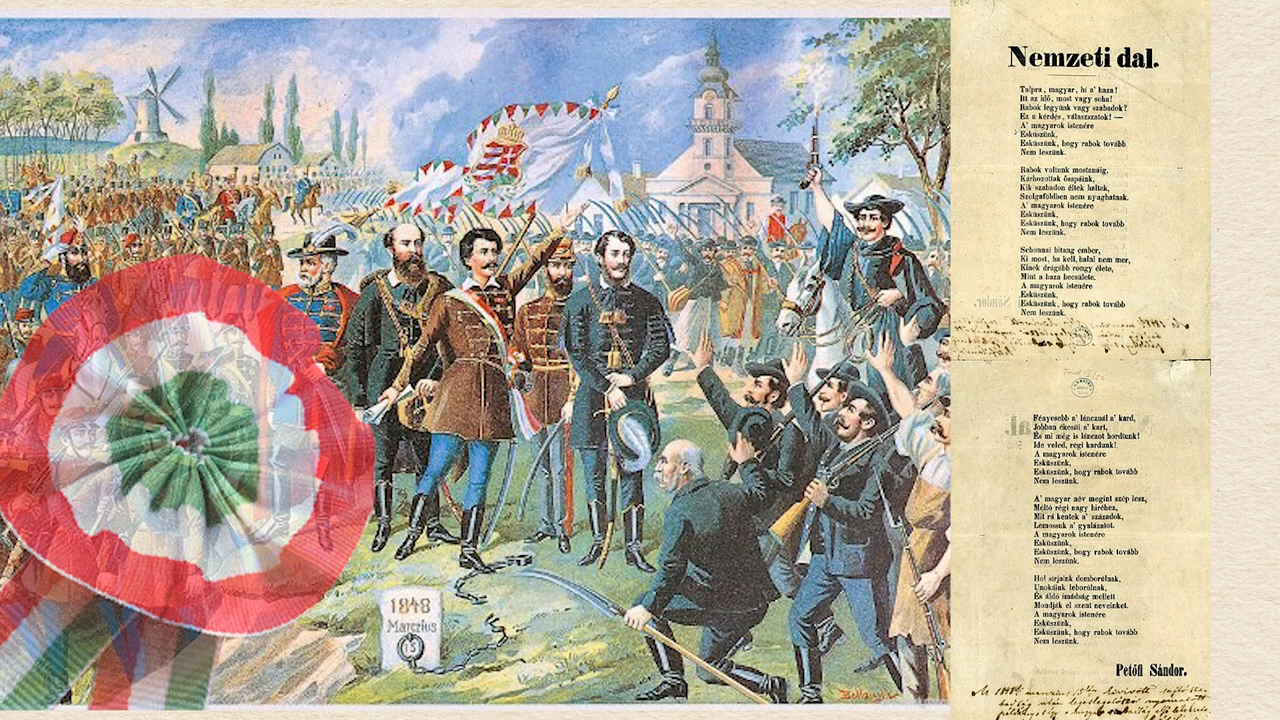 Nemzeti dal.
Talpra, magyar, hí a' haza!
Itt az idő, most vagy soha!
Rabok legyünk vagy szabadok?
Ez a kérdés, válaszszatok! —
A' magyarok istenére
Esküszünk,
Esküszünk, hogy rabok tovább
Nem leszünk.
Rabok voltunk mostanáig,
Kárhozottak ősapáink,
Kik szabadon éltek haltak,
Szolgaföldben nem nyughatnak.
A' magyarok istenére
Esküszünk,
Esküszünk, hogy rabok tovább
Nem leszünk.
Sehonnai bitang ember,
Ki most, ha kell, halni nem mer,
Kinek drágább rongy élete,
Mint a haza becsülete.
A magyarok istenére
Esküszünk,
Esküszünk, hogy rabok tovább
Nem leszünk.
Fényesebb a' láncznál a' kard,
Jobban ékesíti a' kart,
És mi még is lánczot hordtunk!
Ide veled, régi kardunk!
A magyarok istenére
Esküszünk,
Esküszünk, hogy rabok tovább
Nem leszünk.
A' magyar név megint szép lesz,
Méltó régi nagy hiréhez,
Mit rá kentek a' századok,
Lemossuk a' gyalázatot.
A magyarok istenére
Esküszünk,
Esküszünk, hogy rabok tovább
Nem leszünk.
Hol sirjaink domborulnak,
Unokáink leborulnak,
És áldó imádság mellett
Mondják el szent neveinket.
A magyarok istenére
Esküszünk,
Esküszünk, hogy rabok tovább
Nem leszünk.
Petőfi Sándor.
1848
Marczius
15